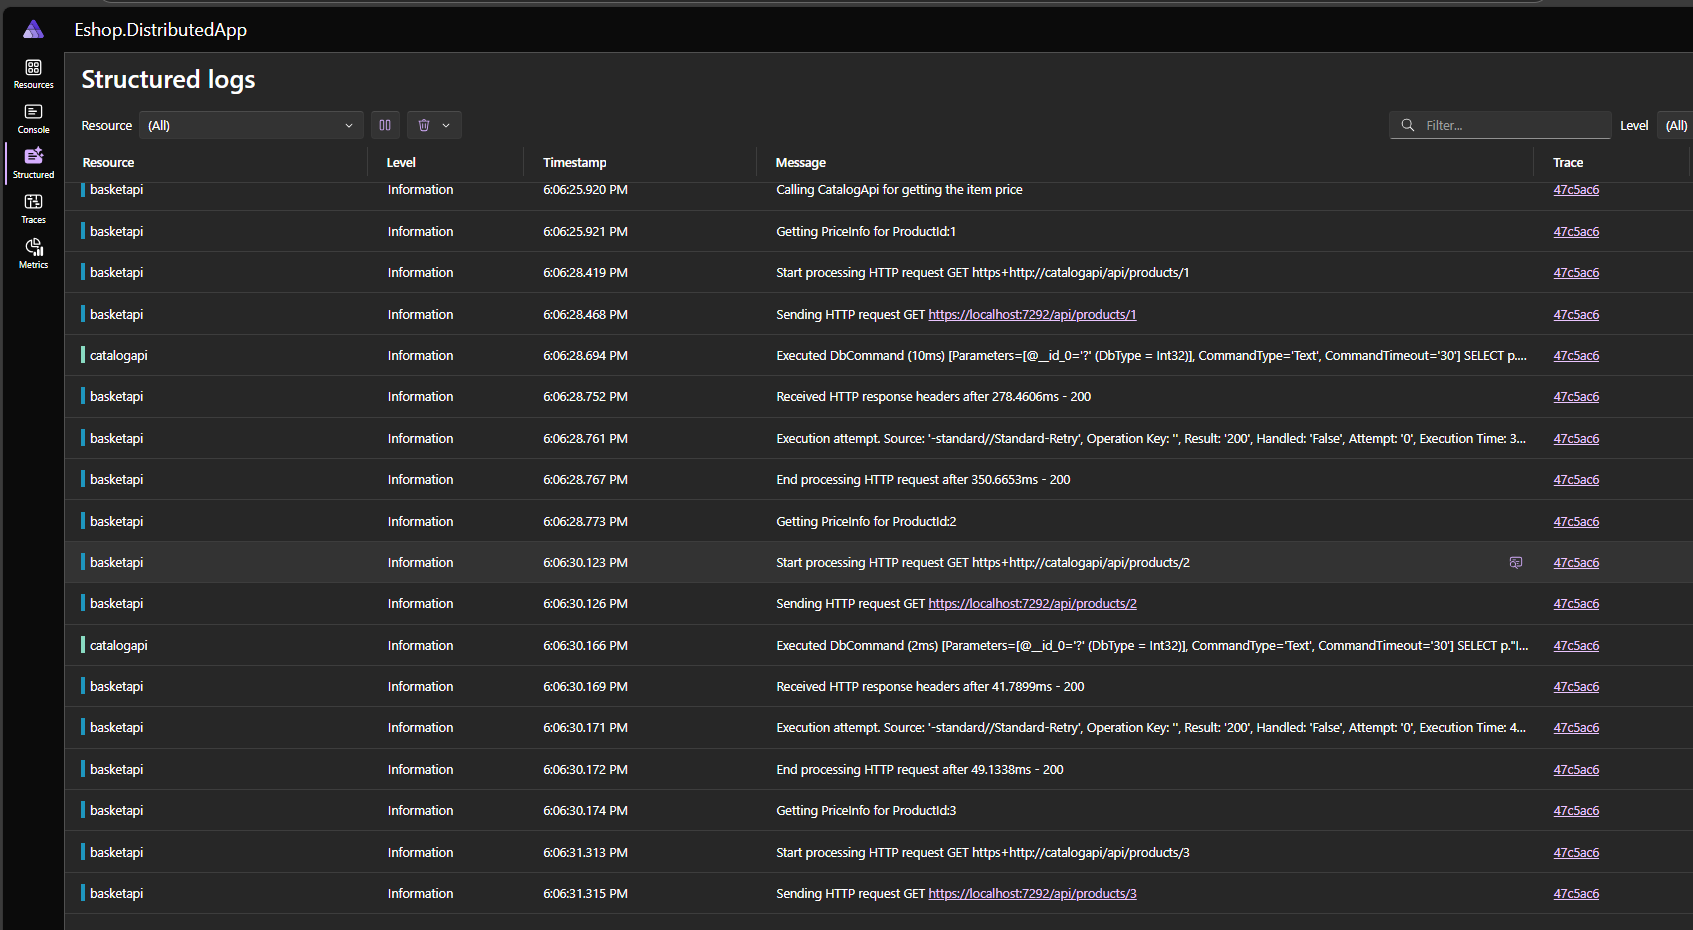 Eshop.DistributedApp
Resources
Console
Structured
Traces
Metrics
Structured logs
Resource (All) Filter... Level (All)
Resource Level Timestamp Message Trace
basketapi Information 6:06:25.920 PM Calling CatalogApi for getting the item price 47c5ac6
basketapi Information 6:06:25.921 PM Getting PriceInfo for ProductId:1 47c5ac6
basketapi Information 6:06:28.419 PM Start processing HTTP request GET https+http://catalogapi/api/products/1 47c5ac6
basketapi Information 6:06:28.468 PM Sending HTTP request GET https://localhost:7292/api/products/1 47c5ac6
catalogapi Information 6:06:28.694 PM Executed DbCommand (10ms) [Parameters=[@__id_0='?' (DbType = Int32)], CommandType='Text', CommandTimeout='30'] SELECT p.... 47c5ac6
basketapi Information 6:06:28.752 PM Received HTTP response headers after 278.4606ms - 200 47c5ac6
basketapi Information 6:06:28.761 PM Execution attempt. Source: '-standard//Standard-Retry', Operation Key: '', Result: '200', Handled: 'False', Attempt: '0', Execution Time: 3... 47c5ac6
basketapi Information 6:06:28.767 PM End processing HTTP request after 350.6653ms - 200 47c5ac6
basketapi Information 6:06:28.773 PM Getting PriceInfo for ProductId:2 47c5ac6
basketapi Information 6:06:30.123 PM Start processing HTTP request GET https+http://catalogapi/api/products/2 47c5ac6
basketapi Information 6:06:30.126 PM Sending HTTP request GET https://localhost:7292/api/products/2 47c5ac6
catalogapi Information 6:06:30.166 PM Executed DbCommand (2ms) [Parameters=[@__id_0='?' (DbType = Int32)], CommandType='Text', CommandTimeout='30'] SELECT p."I... 47c5ac6
basketapi Information 6:06:30.169 PM Received HTTP response headers after 41.7899ms - 200 47c5ac6
basketapi Information 6:06:30.171 PM Execution attempt. Source: '-standard//Standard-Retry', Operation Key: '', Result: '200', Handled: 'False', Attempt: '0', Execution Time: 4... 47c5ac6
basketapi Information 6:06:30.172 PM End processing HTTP request after 49.1338ms - 200 47c5ac6
basketapi Information 6:06:30.174 PM Getting PriceInfo for ProductId:3 47c5ac6
basketapi Information 6:06:31.313 PM Start processing HTTP request GET https+http://catalogapi/api/products/3 47c5ac6
basketapi Information 6:06:31.315 PM Sending HTTP request GET https://localhost:7292/api/products/3 47c5ac6